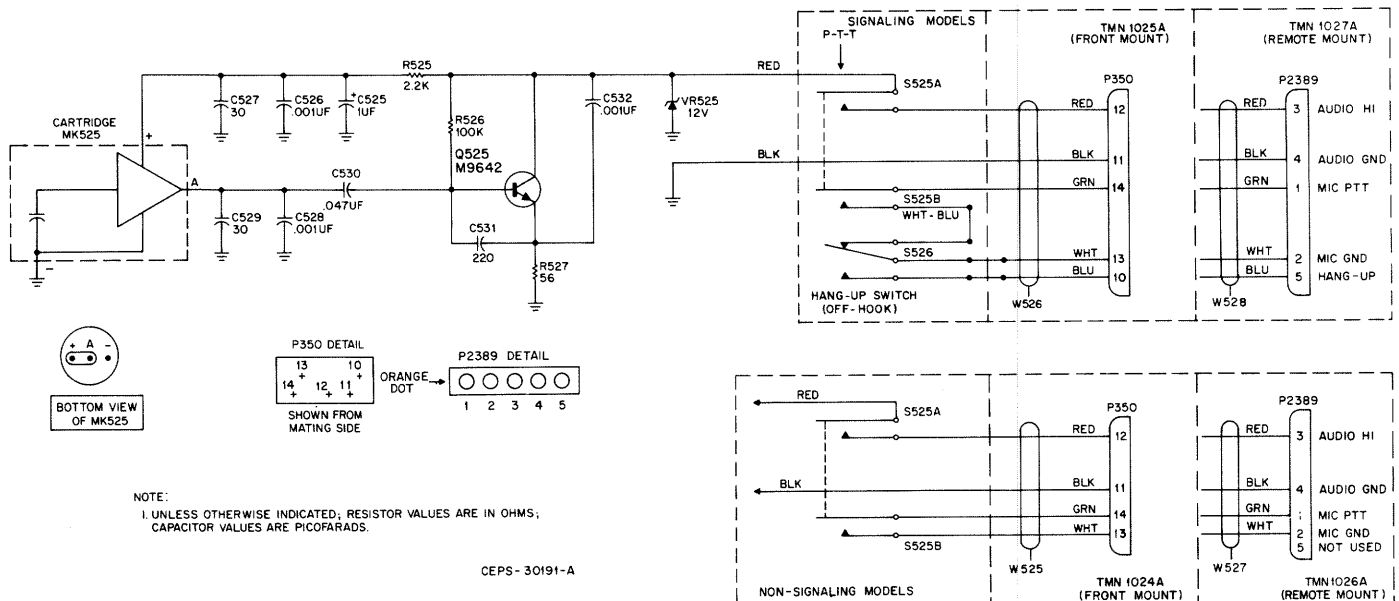 SIGNALING MODELS
P-T-T
TMN 1025A
(FRONT MOUNT)
TMN 1027A
(REMOTE MOUNT)
RED
S525A
P350
P2389
R525
2.2K
C527
30
C526
.001UF
+
C525
1UF
R526
100K
C532
.001UF
VR525
12V
RED
12
RED
3
AUDIO HI
CARTRIDGE
MK525
+
Q525
M9642
BLK
BLK
11
BLK
4
AUDIO GND
A
C530
.047UF
GRN
14
GRN
1
MIC PTT
C529
30
C528
.001UF
S525B
WHT-BLU
C531
220
S526
WHT
13
WHT
2
MIC GND
R527
56
BLU
10
BLU
5
HANG-UP
-
HANG-UP SWITCH
(OFF-HOOK)
W526
W528
+ A -
BOTTOM VIEW
OF MK525
P350 DETAIL
13 10
+ +
14 12 11
+ + +
SHOWN FROM
MATING SIDE
ORANGE
DOT
P2389 DETAIL
1 2 3 4 5
RED
S525A
P350
P2389
RED
12
RED
3
AUDIO HI
BLK
BLK
11
BLK
4
AUDIO GND
GRN
14
GRN
1
MIC PTT
WHT
13
WHT
2
MIC GND
S525B
5
NOT USED
W525
W527
NON-SIGNALING MODELS
TMN 1024A
(FRONT MOUNT)
TMN1026A
(REMOTE MOUNT)
NOTE:
1. UNLESS OTHERWISE INDICATED; RESISTOR VALUES ARE IN OHMS;
CAPACITOR VALUES ARE PICOFARADS.
CEPS-30191-A